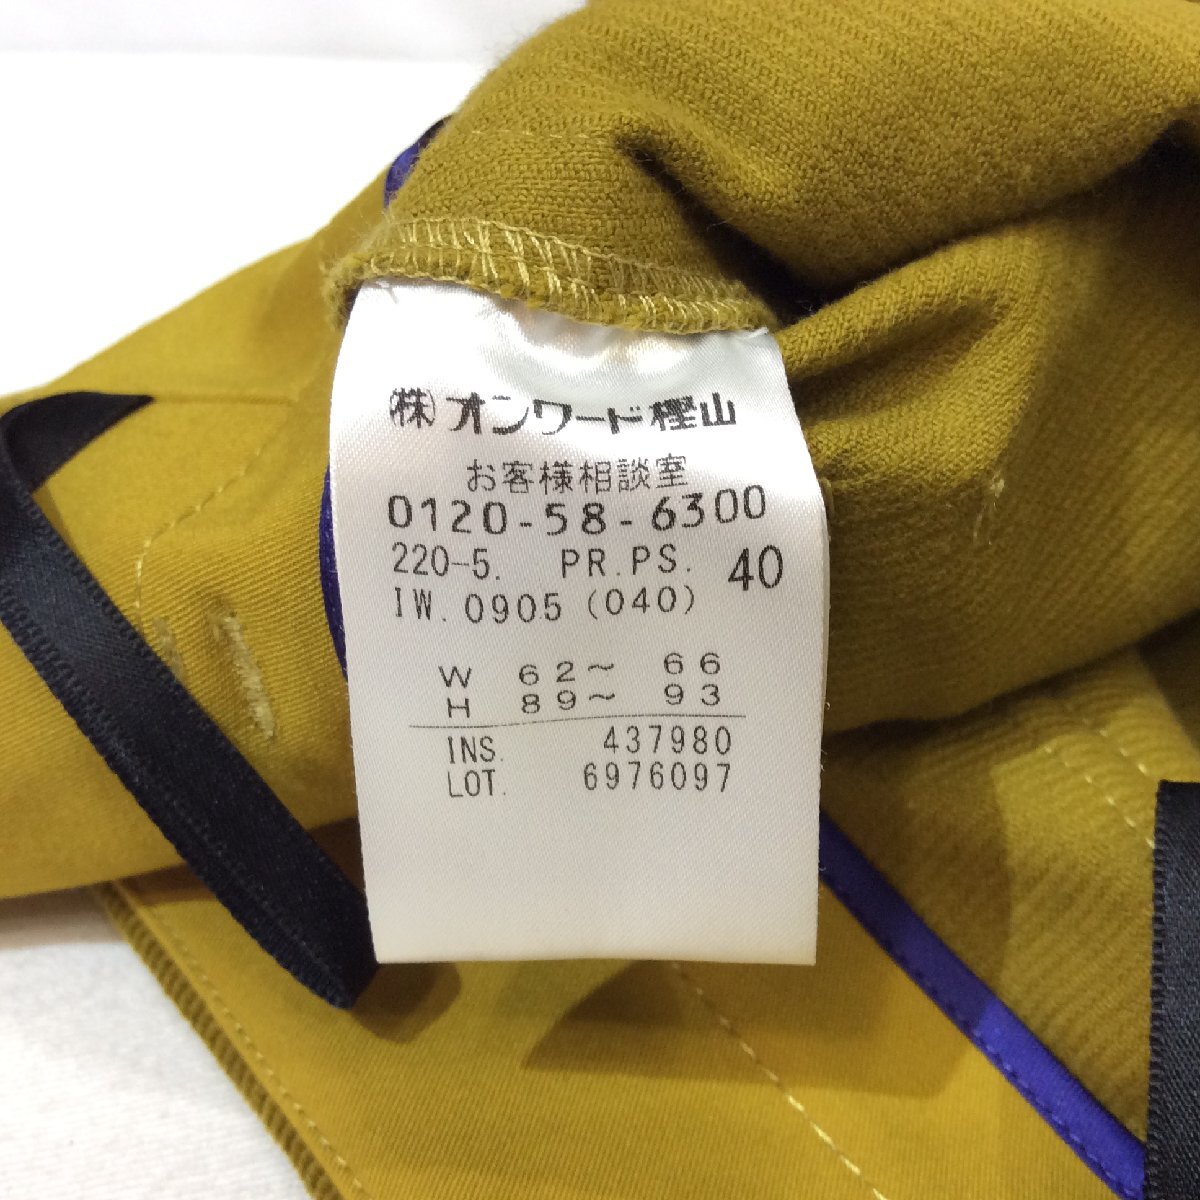 ㈱オンワード樫山
お客様相談室
0120-58-6300
220-5. PR.PS. 40
IW.0905(040)
W 62～ 66
H 89～ 93
INS. 437980
LOT. 6976097